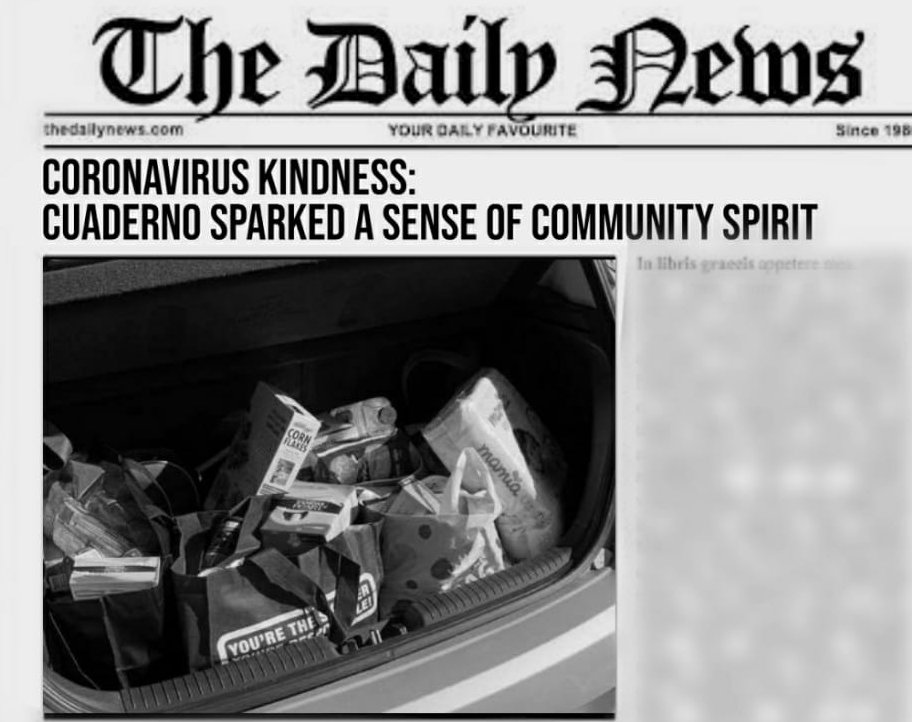 The Daily News
thedailynews.com YOUR DAILY FAVOURITE Since 198
CORONAVIRUS KINDNESS:
CUADERNO SPARKED A SENSE OF COMMUNITY SPIRIT
In libris graecis appetere
CORN
FLAKES
mamia
YOU'RE THE